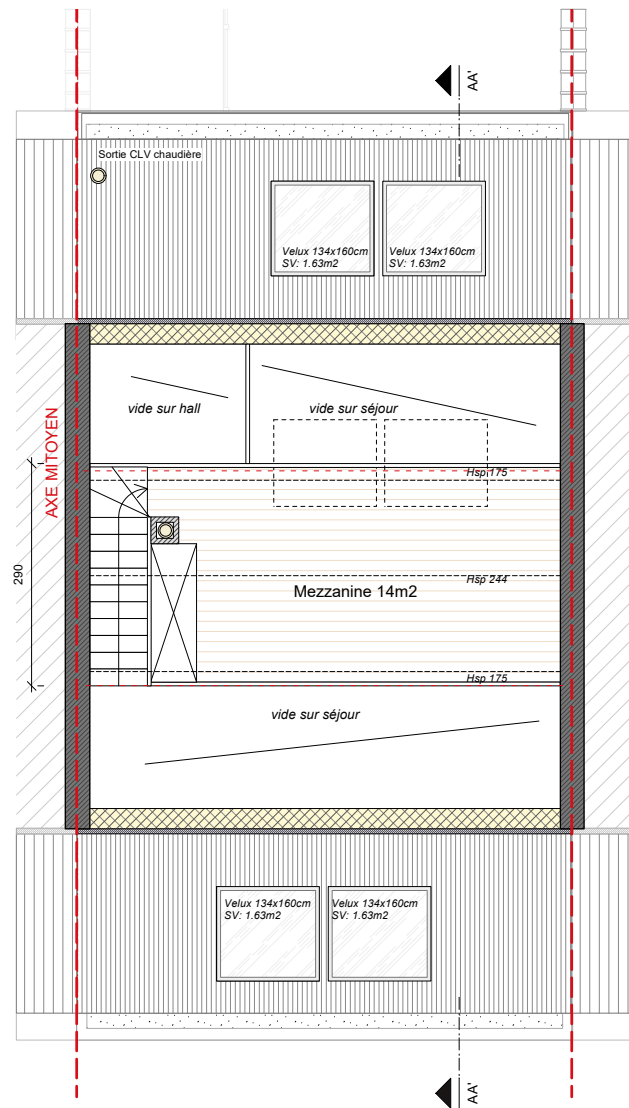 AA'
Sortie CLV chaudière
Velux 134x160cm
SV: 1.63m2
Velux 134x160cm
SV: 1.63m2
vide sur hall
vide sur séjour
AXE MITOYEN
Hsp 175
290
Hsp 244
Mezzanine 14m2
Hsp 175
vide sur séjour
Velux 134x160cm
SV: 1.63m2
Velux 134x160cm
SV: 1.63m2
AA'